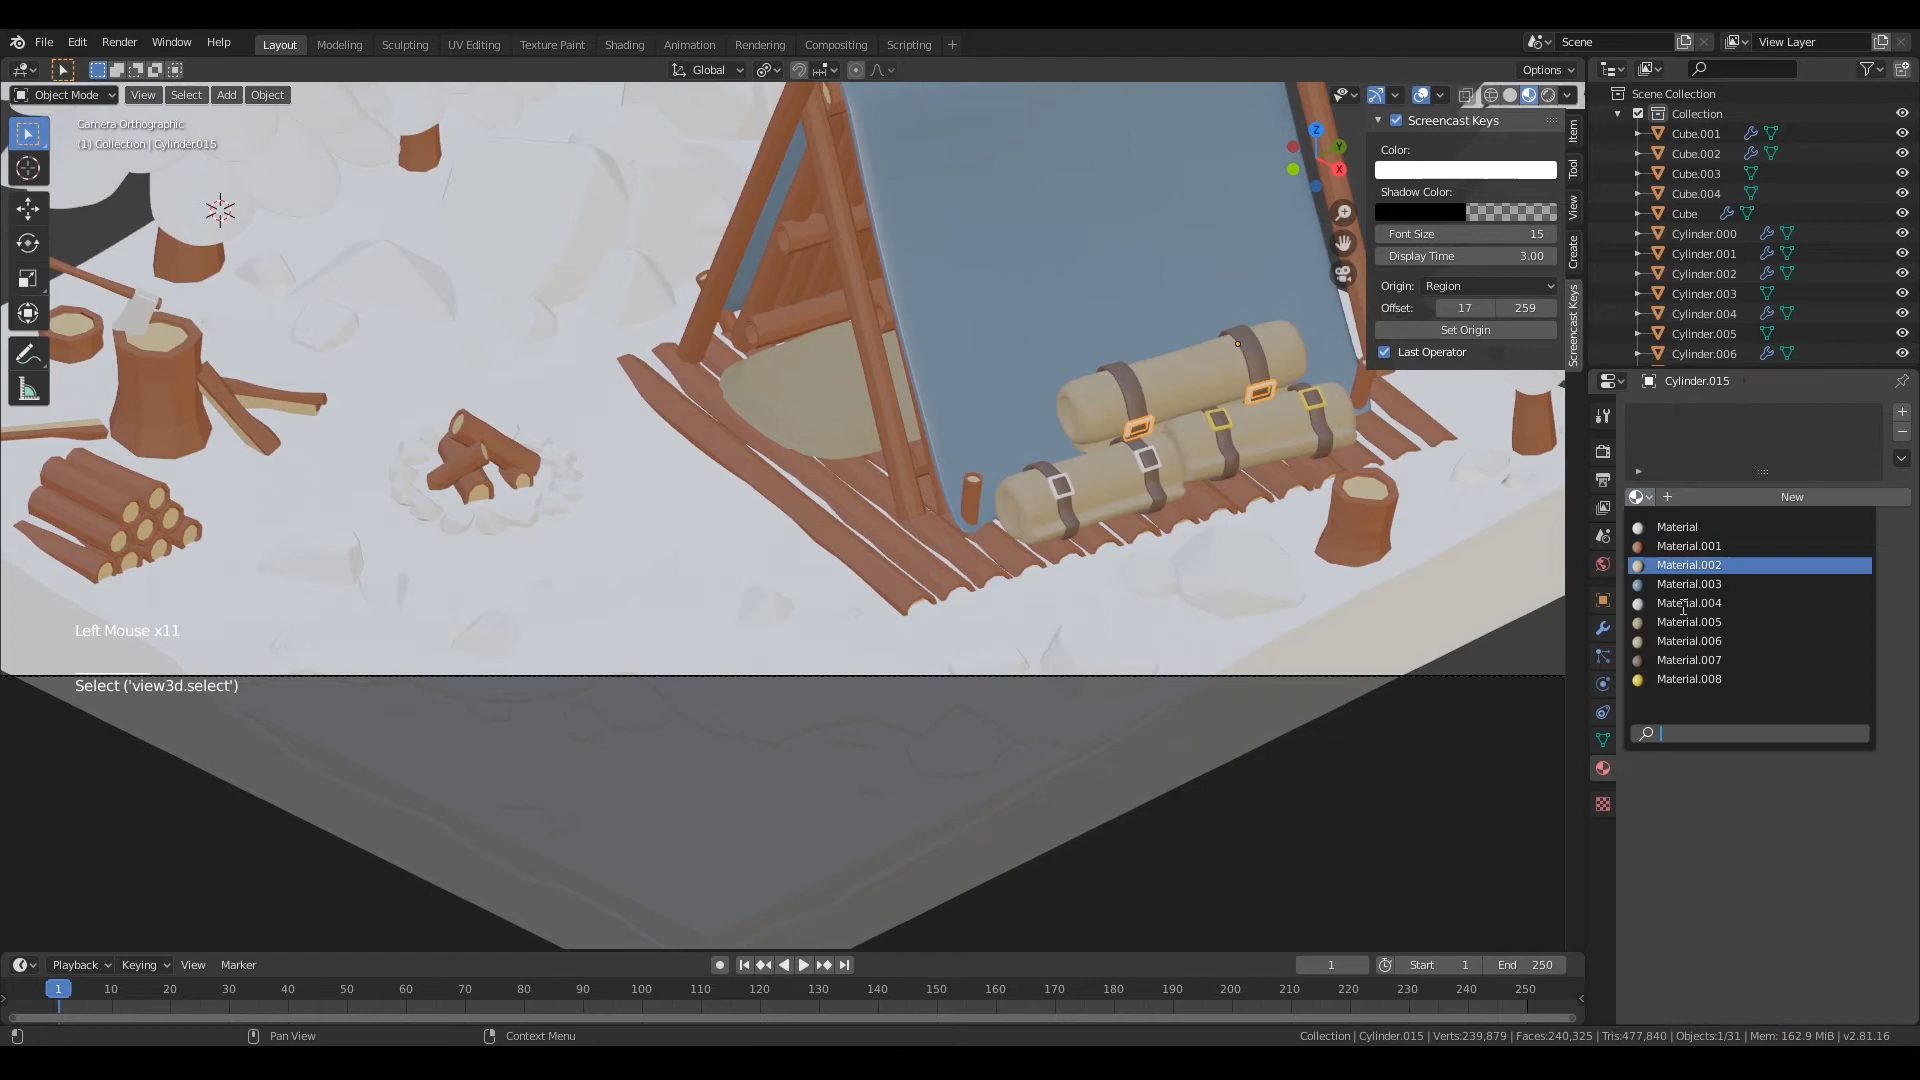 File Edit Render Window Help Layout Modeling Sculpting UV Editing Texture Paint Shading Animation Rendering Compositing Scripting + Scene View Layer
Global Options
Object Mode View Select Add Object
Camera Orthographic
(1) Collection | Cylinder.015
Screencast Keys
Color:
Shadow Color:
Font Size 15
Display Time 3.00
Origin: Region
Offset: 17 259
Set Origin
Last Operator
Item
Tool
View
Create
Screencast Keys
Z
Y
X
Scene Collection
Collection
Cube.001
Cube.002
Cube.003
Cube.004
Cube
Cylinder.000
Cylinder.001
Cylinder.002
Cylinder.003
Cylinder.004
Cylinder.005
Cylinder.006
Cylinder.015
New
Material
Material.001
Material.002
Material.003
Material.004
Material.005
Material.006
Material.007
Material.008
Left Mouse x11
Select ('view3d.select')
Playback Keying View Marker 1 Start 1 End 250
1 10 20 30 40 50 60 70 80 90 100 110 120 130 140 150 160 170 180 190 200 210 220 230 240 250
Pan View Context Menu Collection | Cylinder.015 | Verts:239,879 | Faces:240,325 | Tris:477,840 | Objects:1/31 | Mem: 162.9 MiB | v2.81.16